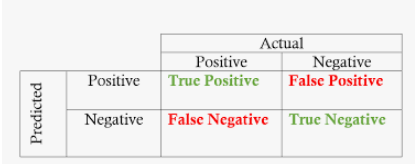 Actual
Positive Negative
Predicted
Positive True Positive False Positive
Negative False Negative True Negative